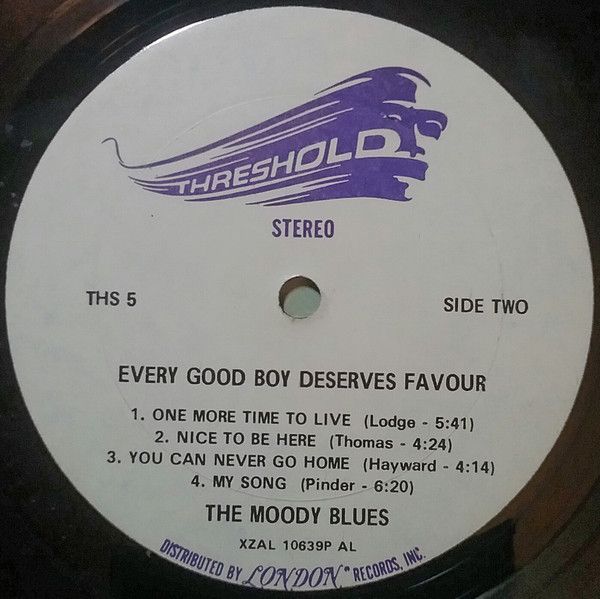 THRESHOLD
STEREO
THS 5
SIDE TWO
EVERY GOOD BOY DESERVES FAVOUR
1. ONE MORE TIME TO LIVE (Lodge - 5:41)
2. NICE TO BE HERE (Thomas - 4:24)
3. YOU CAN NEVER GO HOME (Hayward - 4:14)
4. MY SONG (Pinder - 6:20)
THE MOODY BLUES
XZAL 10639P AL
DISTRIBUTED BY LONDON" RECORDS, INC.